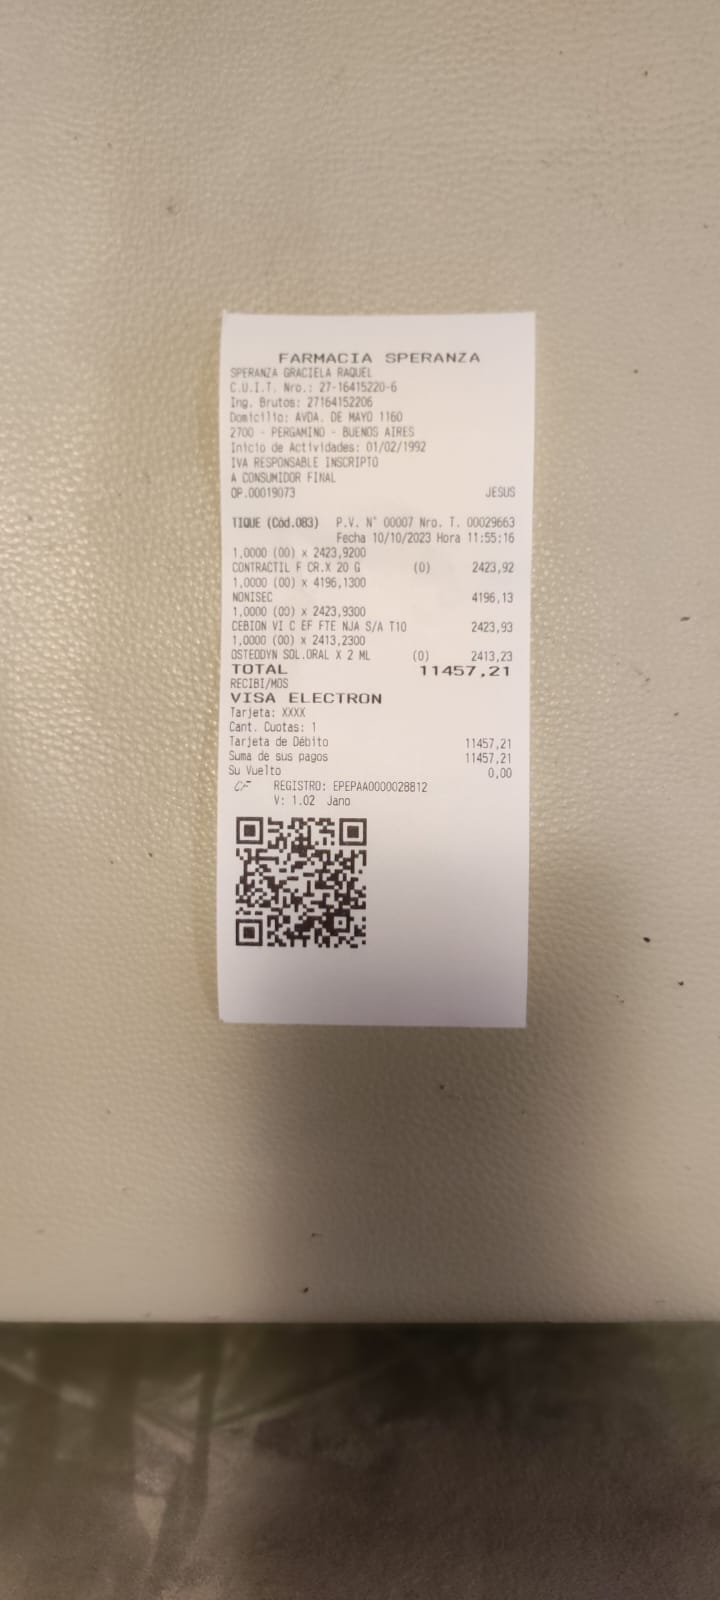 FARMACIA SPERANZA
SPERANZA GRACIELA RAQUEL
C.U.I.T. Nro.: 27-16415220-6
Ing. Brutos: 27164152206
Domicilio: AVDA. DE MAYO 1160
2700 - PERGAMINO - BUENOS AIRES
Inicio de Actividades: 01/02/1992
IVA RESPONSABLE INSCRIPTO
A CONSUMIDOR FINAL
OP.00019073 JESUS
TIQUE (Cód.083) P.V. N° 00007 Nro. T. 00029663
Fecha 10/10/2023 Hora 11:55:16
1,0000 (00) x 2423,9200
CONTRACTIL F CR.X 20 G (0) 2423,92
1,0000 (00) x 4196,1300
NONISEC 4196,13
1,0000 (00) x 2423,9300
CEBION VI C EF FTE NJA S/A T10 2423,93
1,0000 (00) x 2413,2300
OSTEODYN SOL.ORAL X 2 ML (0) 2413,23
TOTAL 11457,21
RECIBI/MOS
VISA ELECTRON
Tarjeta: XXXX
Cant. Cuotas: 1
Tarjeta de Débito 11457,21
Suma de sus pagos 11457,21
Su Vuelto 0,00
CF REGISTRO: EPEPAA0000028812
V: 1.02 Jano